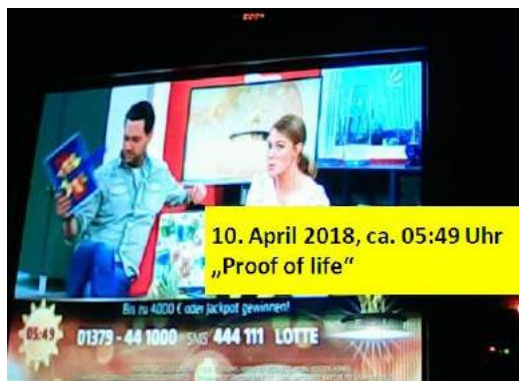 10. April 2018, ca. 05:49 Uhr
„Proof of life“
Bis zu 4000 € oder Jackpot gewinnen!
05:49 01379 - 44 1000 SMS 444 111 LOTTE